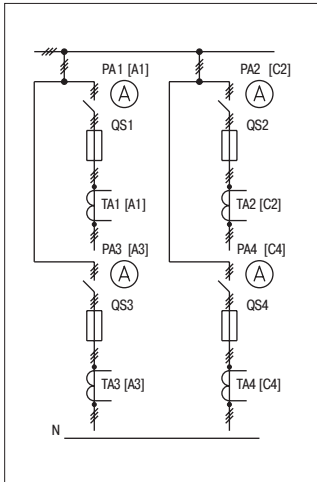 PA1 [A1] PA2 [C2]
A A
QS1 QS2
TA1 [A1] TA2 [C2]
PA3 [A3] PA4 [C4]
A A
QS3 QS4
TA3 [A3] TA4 [C4]
N